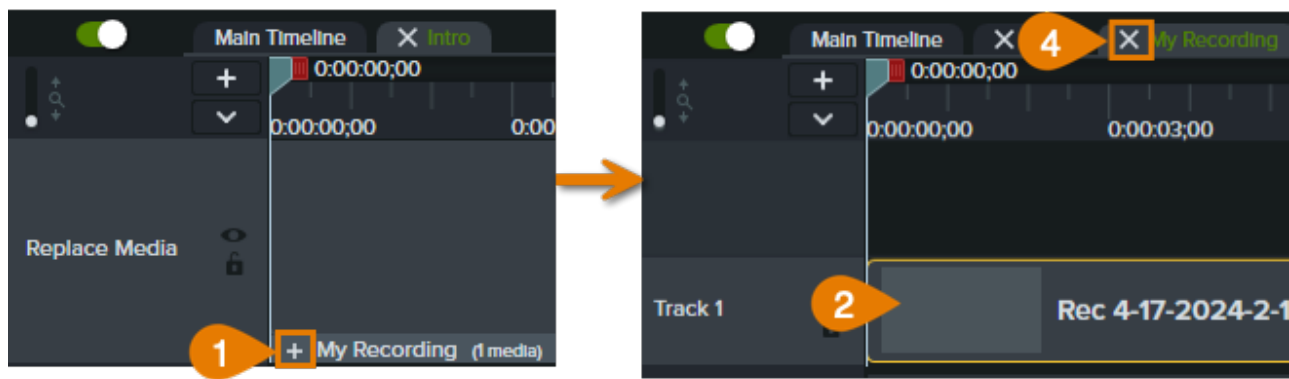 Main Timeline × Intro
+ 0:00:00;00
0:00:00;00 0:00
Replace Media
1 + My Recording (1 media)
Main Timeline × 4 × My Recording
+ 0:00:00;00
0:00:00;00 0:00:03;00
Track 1 2 Rec 4-17-2024-2-1